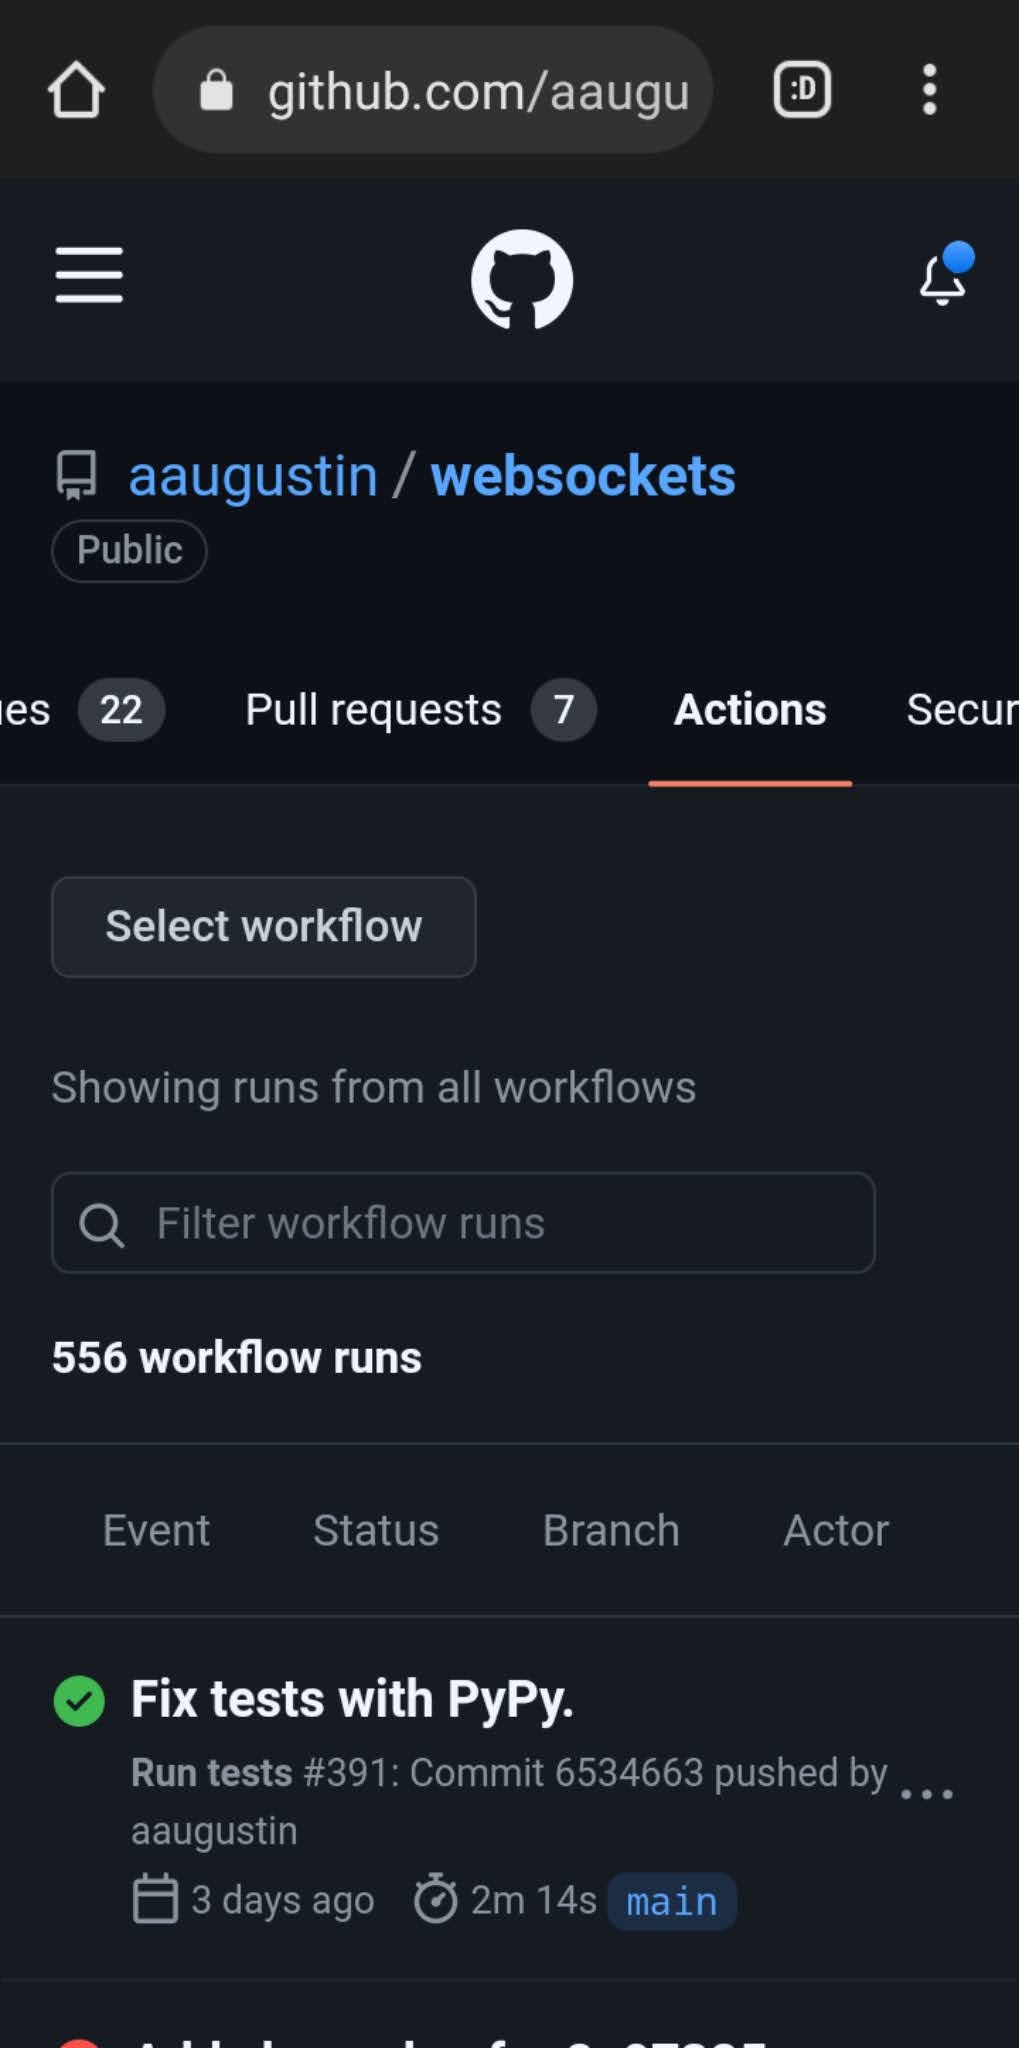 github.com/aaugu
:D
aaugustin / websockets
Public
ues 22 Pull requests 7 Actions Secur
Select workflow
Showing runs from all workflows
Filter workflow runs
556 workflow runs
Event Status Branch Actor
Fix tests with PyPy.
Run tests #391: Commit 6534663 pushed by
aaugustin
3 days ago 2m 14s main